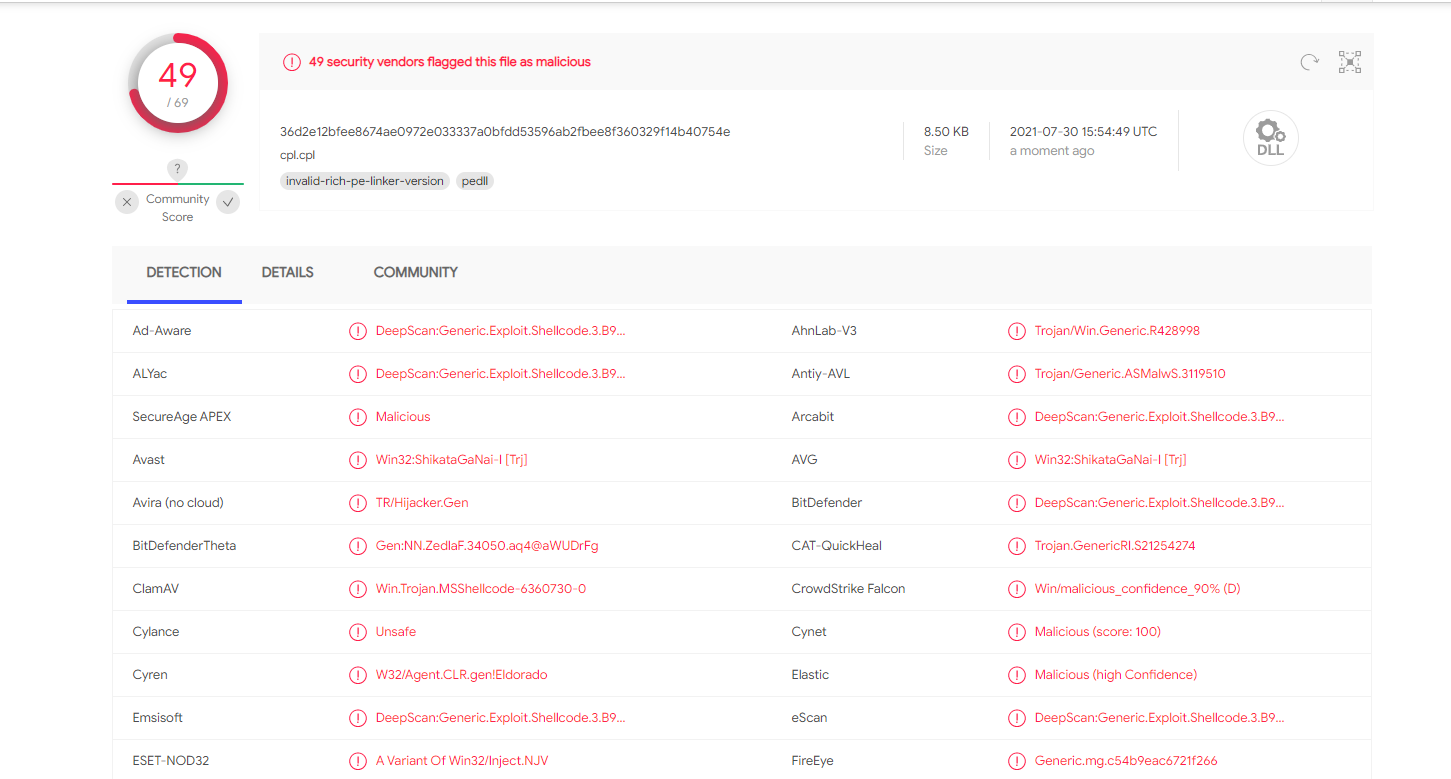 49
/ 69
49 security vendors flagged this file as malicious
36d2e12bfee8674ae0972e033337a0bfdd53596ab2fbee8f360329f14b40754e
cpl.cpl
invalid-rich-pe-linker-version pedll
8.50 KB
Size
2021-07-30 15:54:49 UTC
a moment ago
DLL
?
Community
Score
DETECTION DETAILS COMMUNITY
Ad-Aware DeepScan:Generic.Exploit.Shellcode.3.B9... AhnLab-V3 Trojan/Win.Generic.R428998
ALYac DeepScan:Generic.Exploit.Shellcode.3.B9... Antiy-AVL Trojan/Generic.ASMalwS.3119510
SecureAge APEX Malicious Arcabit DeepScan:Generic.Exploit.Shellcode.3.B9...
Avast Win32:ShikataGaNai-I [Trj] AVG Win32:ShikataGaNai-I [Trj]
Avira (no cloud) TR/Hijacker.Gen BitDefender DeepScan:Generic.Exploit.Shellcode.3.B9...
BitDefenderTheta Gen:NN.ZedlaF.34050.aq4@aWUDrFg CAT-QuickHeal Trojan.GenericRI.S21254274
ClamAV Win.Trojan.MSShellcode-6360730-0 CrowdStrike Falcon Win/malicious_confidence_90% (D)
Cylance Unsafe Cynet Malicious (score: 100)
Cyren W32/Agent.CLR.gen!Eldorado Elastic Malicious (high Confidence)
Emsisoft DeepScan:Generic.Exploit.Shellcode.3.B9... eScan DeepScan:Generic.Exploit.Shellcode.3.B9...
ESET-NOD32 A Variant Of Win32/Inject.NJV FireEye Generic.mg.c54b9eac6721f266